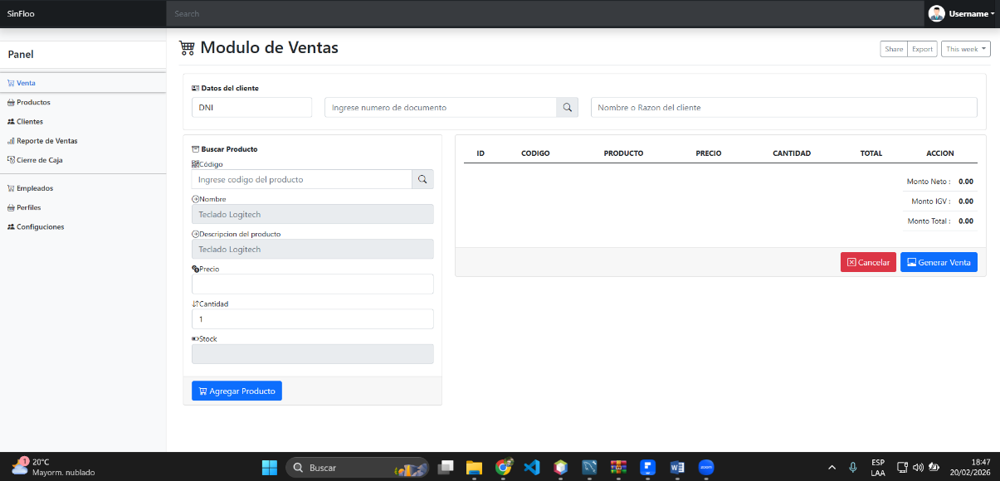 SinFloo
Search
Username
Panel
Venta
Productos
Clientes
Reporte de Ventas
Cierre de Caja
Empleados
Perfiles
Configuciones
Modulo de Ventas
Share
Export
This week
Datos del cliente
DNI
Ingrese numero de documento
Nombre o Razon del cliente
Buscar Producto
Código
Ingrese codigo del producto
Nombre
Teclado Logitech
Descripcion del producto
Teclado Logitech
Precio
Cantidad
1
Stock
Agregar Producto
ID CODIGO PRODUCTO PRECIO CANTIDAD TOTAL ACCION
Monto Neto : 0.00
Monto IGV : 0.00
Monto Total : 0.00
Cancelar
Generar Venta
1
20°C
Mayorm. nublado
Buscar
zoom
ESP
LAA
18:47
20/02/2026